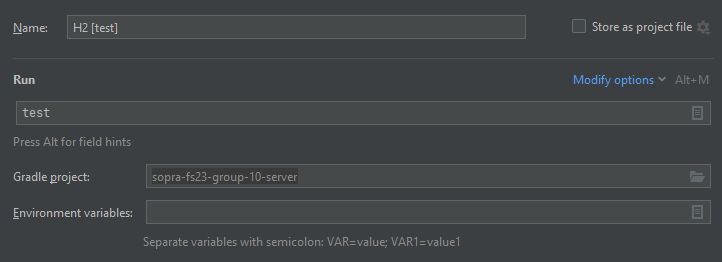 Name: H2 [test] Store as project file
Run Modify options Alt+M
test
Press Alt for field hints
Gradle project: sopra-fs23-group-10-server
Environment variables:
Separate variables with semicolon: VAR=value; VAR1=value1